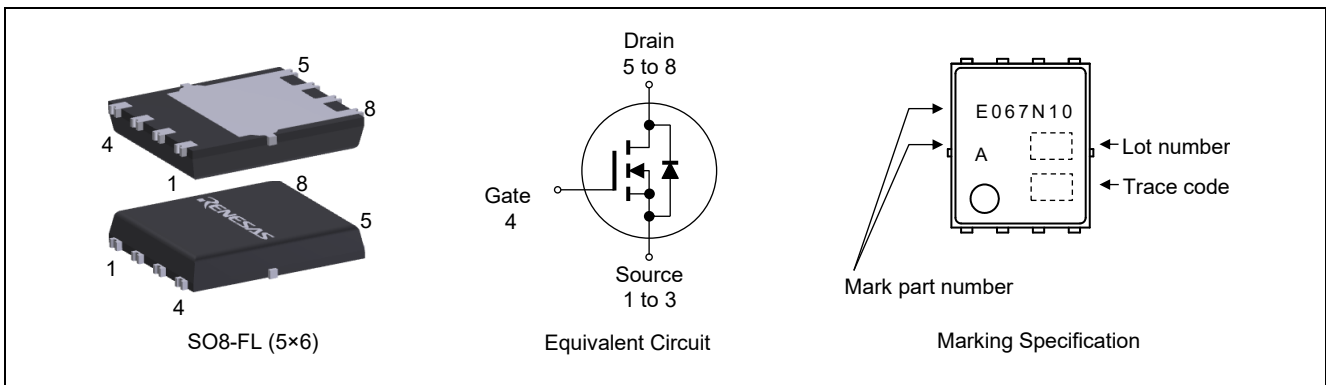 5
8
4
1
8
RENESAS
5
1
4
SO8-FL (5×6)
Drain
5 to 8
Gate
4
Source
1 to 3
Equivalent Circuit
E067N10
A
Lot number
Trace code
Mark part number
Marking Specification